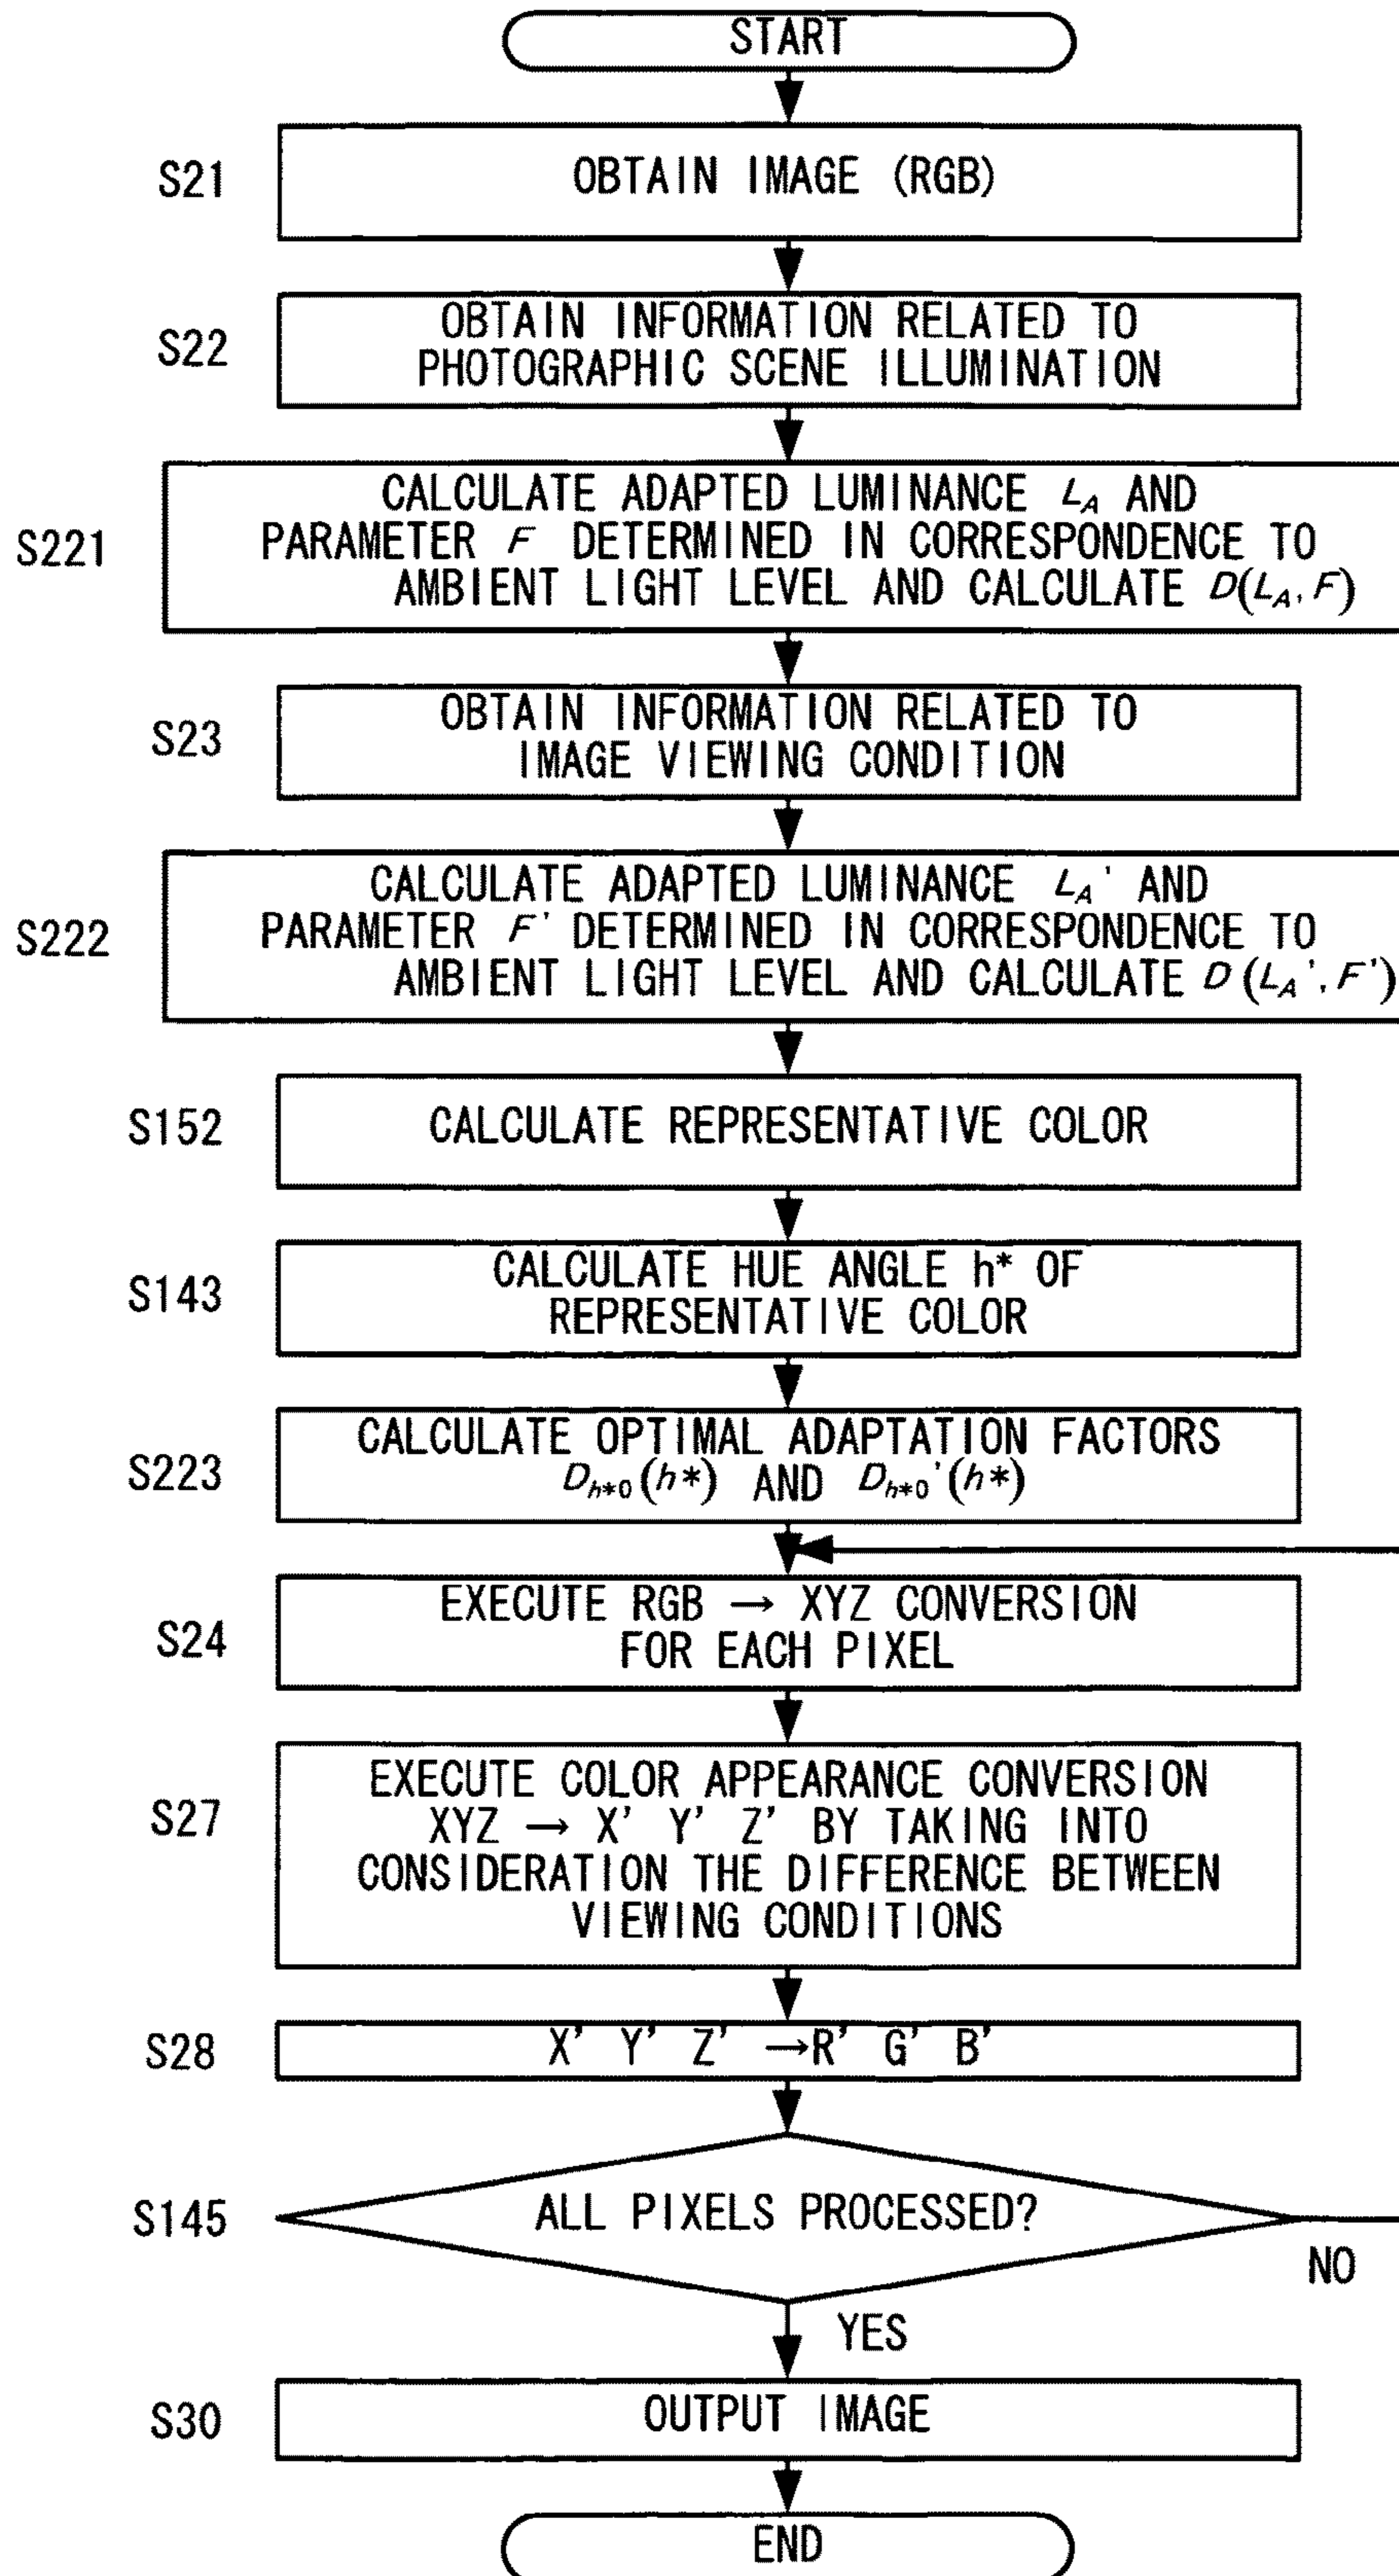 START
S21
OBTAIN IMAGE (RGB)
S22
OBTAIN INFORMATION RELATED TO
PHOTOGRAPHIC SCENE ILLUMINATION
S221
CALCULATE ADAPTED LUMINANCE L_A AND
PARAMETER F DETERMINED IN CORRESPONDENCE TO
AMBIENT LIGHT LEVEL AND CALCULATE D(L_A, F)
S23
OBTAIN INFORMATION RELATED TO
IMAGE VIEWING CONDITION
S222
CALCULATE ADAPTED LUMINANCE L_A' AND
PARAMETER F' DETERMINED IN CORRESPONDENCE TO
AMBIENT LIGHT LEVEL AND CALCULATE D(L_A', F')
S152
CALCULATE REPRESENTATIVE COLOR
S143
CALCULATE HUE ANGLE h* OF
REPRESENTATIVE COLOR
S223
CALCULATE OPTIMAL ADAPTATION FACTORS
D_h*0(h*) AND D_h*0'(h*)
S24
EXECUTE RGB → XYZ CONVERSION
FOR EACH PIXEL
S27
EXECUTE COLOR APPEARANCE CONVERSION
XYZ → X' Y' Z' BY TAKING INTO
CONSIDERATION THE DIFFERENCE BETWEEN
VIEWING CONDITIONS
S28
X' Y' Z' →R' G' B'
S145
ALL PIXELS PROCESSED?
NO
YES
S30
OUTPUT IMAGE
END